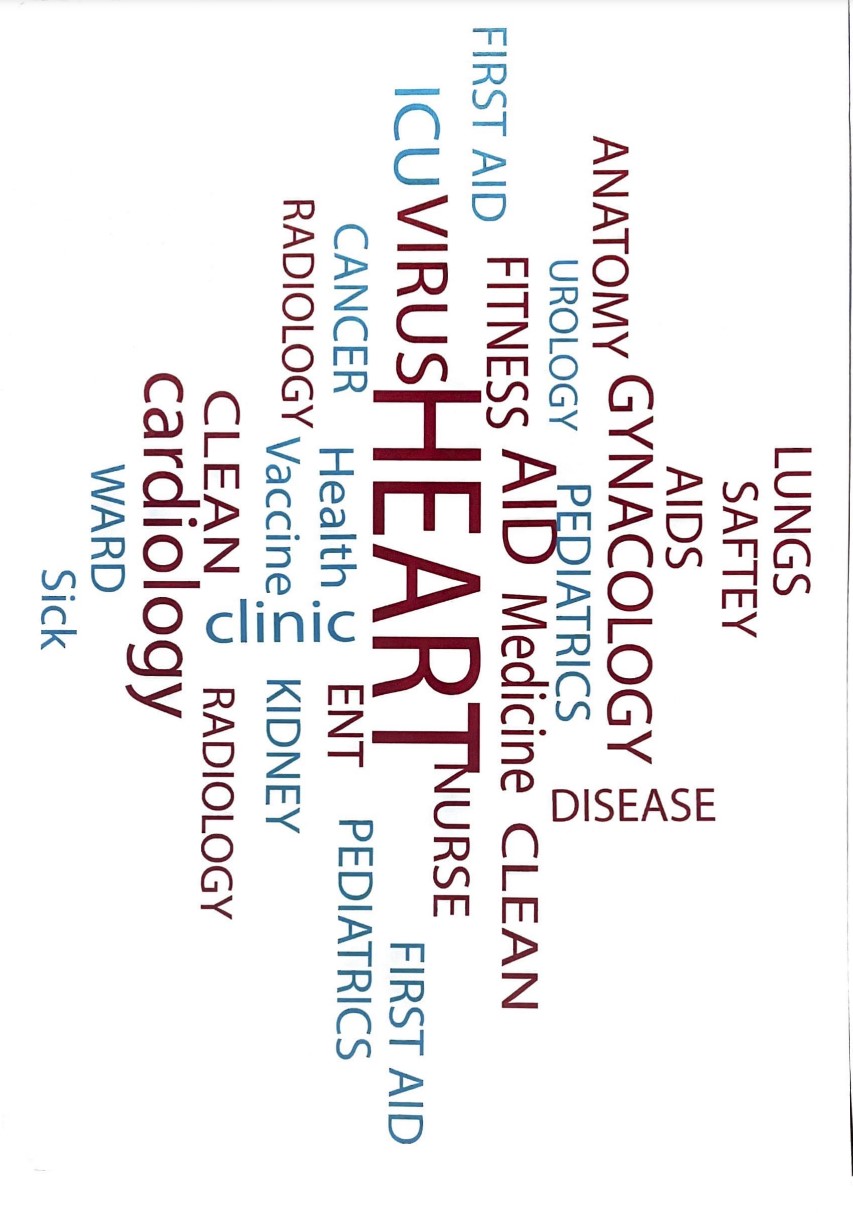 LUNGS
SAFTEY
AIDS
GYNACOLOGY
ANATOMY
DISEASE
UROLOGY
PEDIATRICS
FITNESS
AID
Medicine
CLEAN
FIRST AID
HEART
NURSE
ICU
VIRUS
FIRST AID
CANCER
Health
ENT
PEDIATRICS
RADIOLOGY
Vaccine
clinic
KIDNEY
CLEAN
RADIOLOGY
cardiology
WARD
Sick